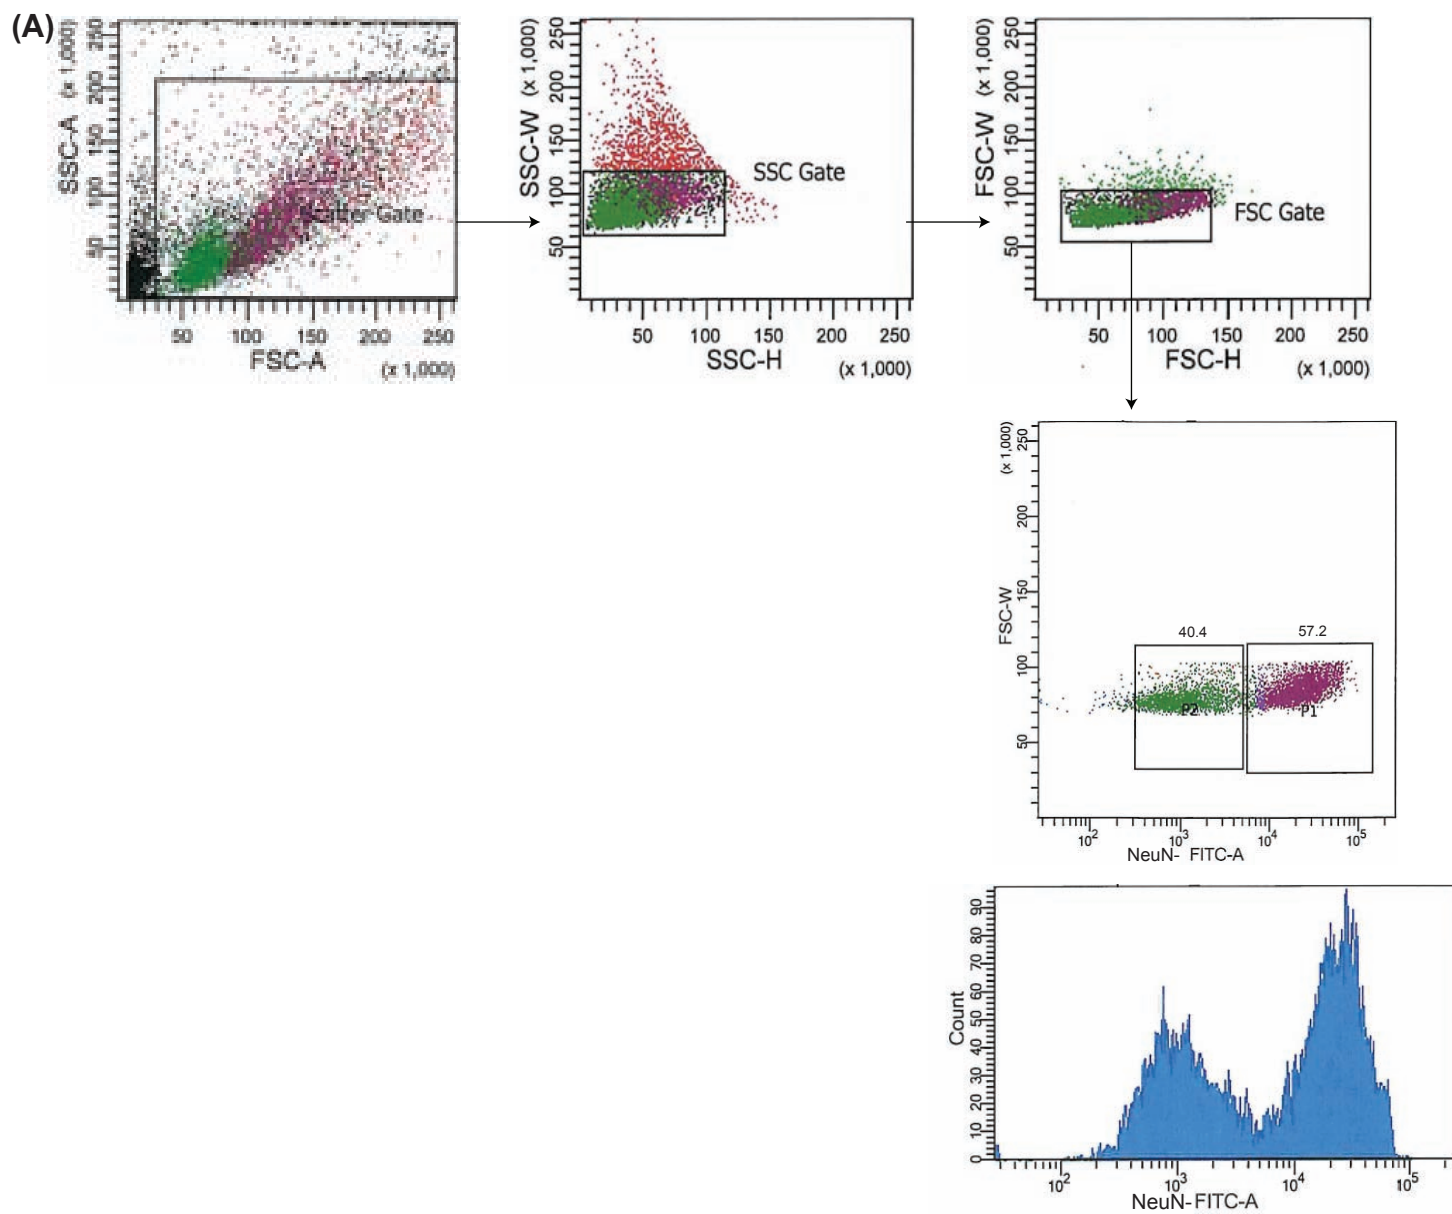 (A)
SSC-A (x 1,000)
50 100 150 200 250
Scatter Gate
50 100 150 200 250
FSC-A
(x 1,000)
SSC-W (x 1,000)
50 100 150 200 250
SSC Gate
50 100 150 200 250
SSC-H
(x 1,000)
FSC-W (x 1,000)
50 100 150 200 250
FSC Gate
50 100 150 200 250
FSC-H
(x 1,000)
FSC-W (x 1,000)
50 100 150 200 250
40.4 57.2
P2 P1
10² 10³ 10⁴ 10⁵
NeuN- FITC-A
Count
0 10 20 30 40 50 60 70 80 90
10² 10³ 10⁴ 10⁵
NeuN-FITC-A